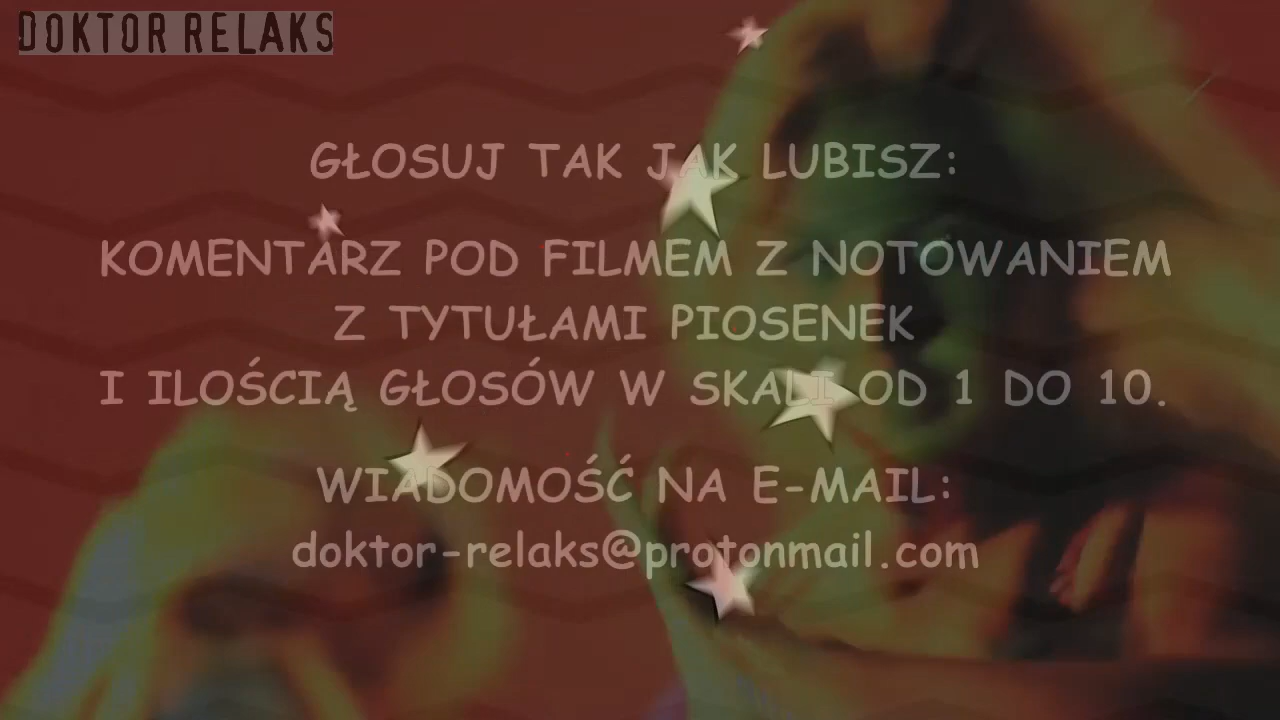 DOKTOR RELAKS
GŁOSUJ TAK JAK LUBISZ:
KOMENTARZ POD FILMEM Z NOTOWANIEM
Z TYTUŁAMI PIOSENEK
I ILOŚCIĄ GŁOSÓW W SKALI OD 1 DO 10.
WIADOMOŚĆ NA E-MAIL:
doktor-relaks@protonmail.com